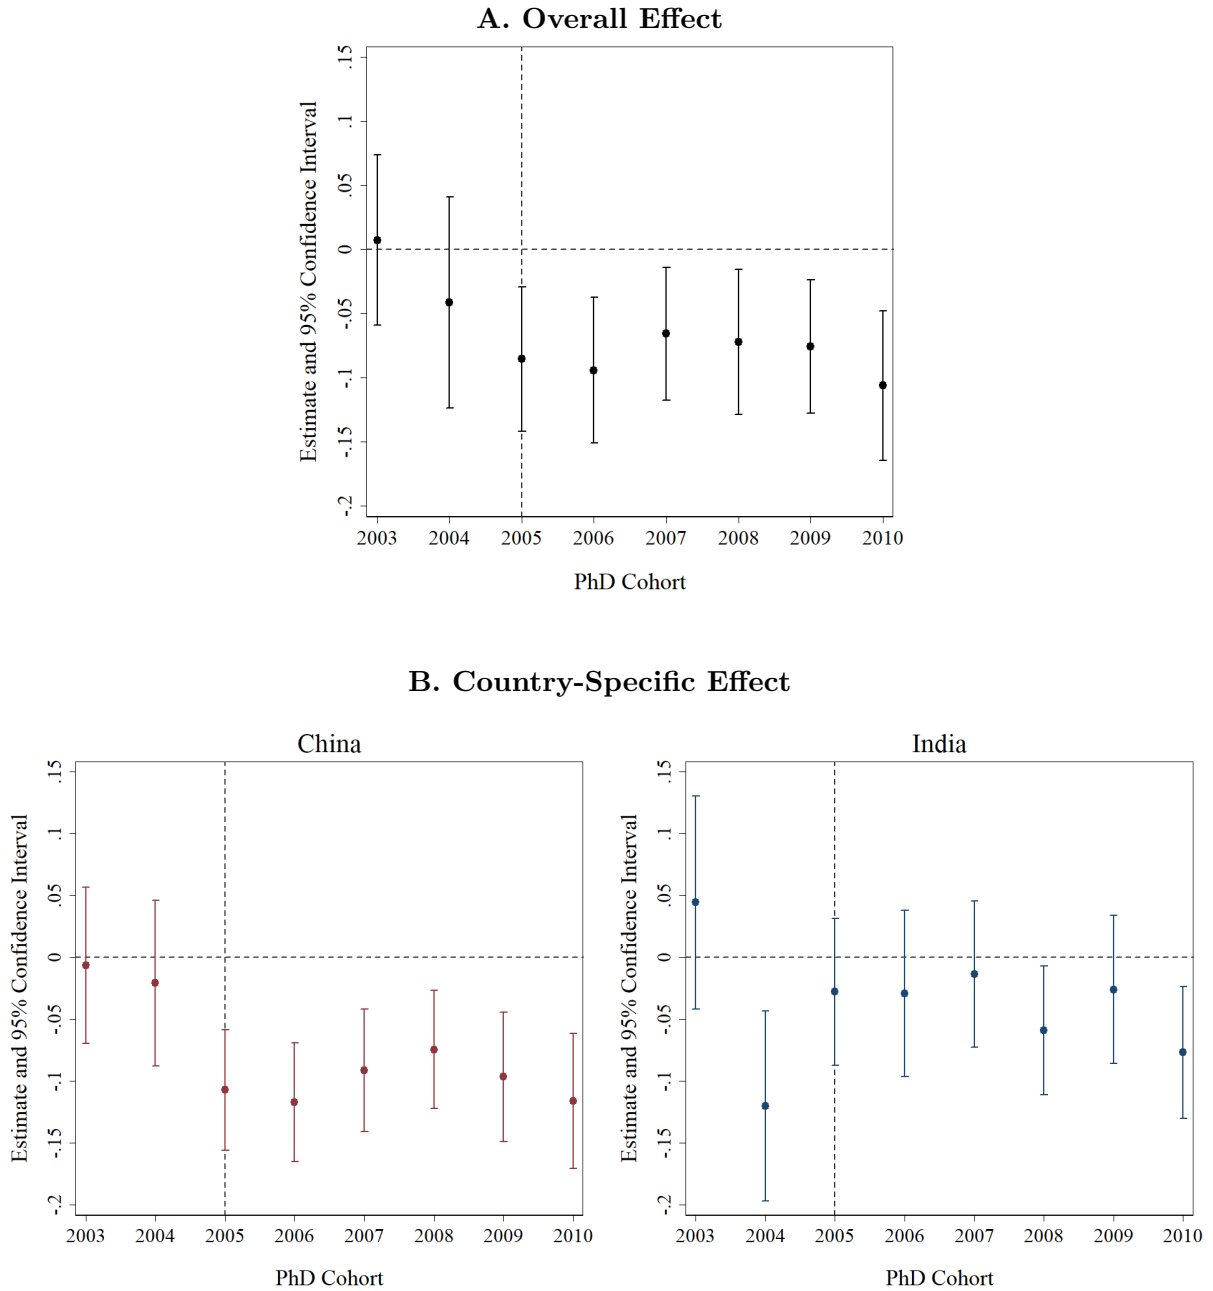 A. Overall Effect
Estimate and 95% Confidence Interval
.15
.1
.05
0
-.05
-.1
-.15
-.2
2003 2004 2005 2006 2007 2008 2009 2010
PhD Cohort
B. Country-Specific Effect
China
Estimate and 95% Confidence Interval
.15
.1
.05
0
-.05
-.1
-.15
-.2
2003 2004 2005 2006 2007 2008 2009 2010
PhD Cohort
India
Estimate and 95% Confidence Interval
.15
.1
.05
0
-.05
-.1
-.15
-.2
2003 2004 2005 2006 2007 2008 2009 2010
PhD Cohort